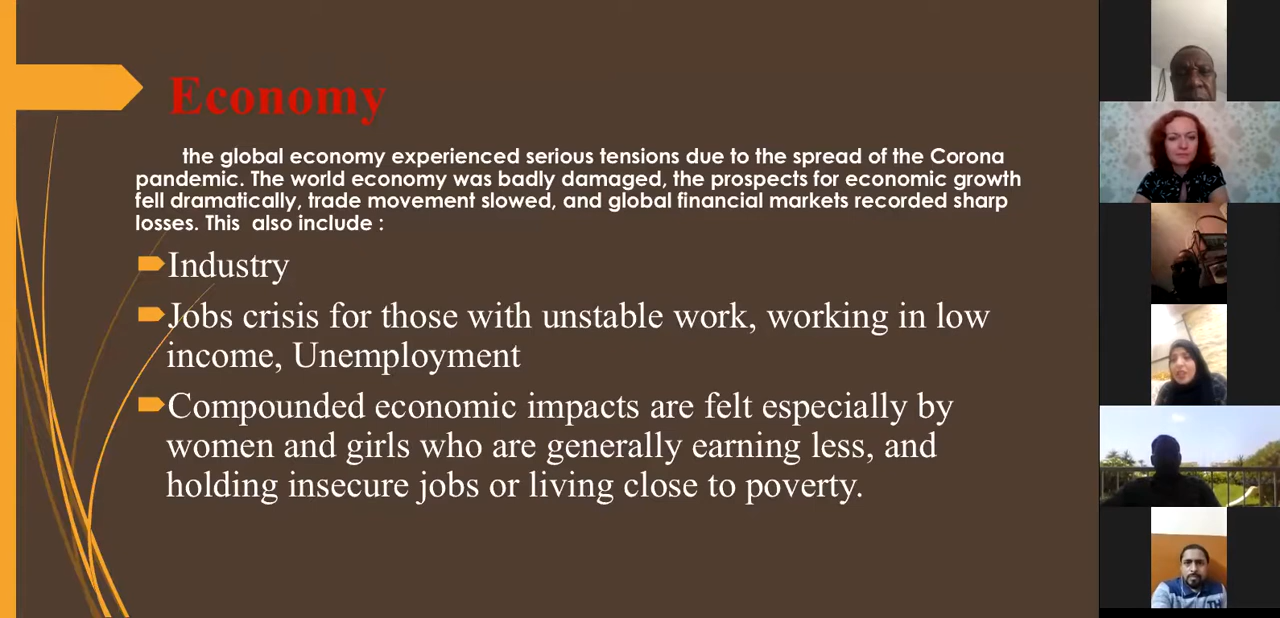 Economy
the global economy experienced serious tensions due to the spread of the Corona
pandemic. The world economy was badly damaged, the prospects for economic growth
fell dramatically, trade movement slowed, and global financial markets recorded sharp
losses. This  also include :
Industry
Jobs crisis for those with unstable work, working in low
income, Unemployment
Compounded economic impacts are felt especially by
women and girls who are generally earning less, and
holding insecure jobs or living close to poverty.